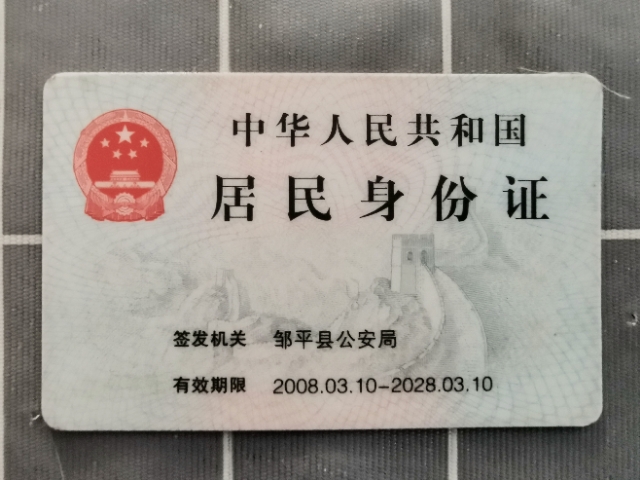 中华人民共和国
居民身份证
签发机关 邹平县公安局
有效期限 2008.03.10-2028.03.10